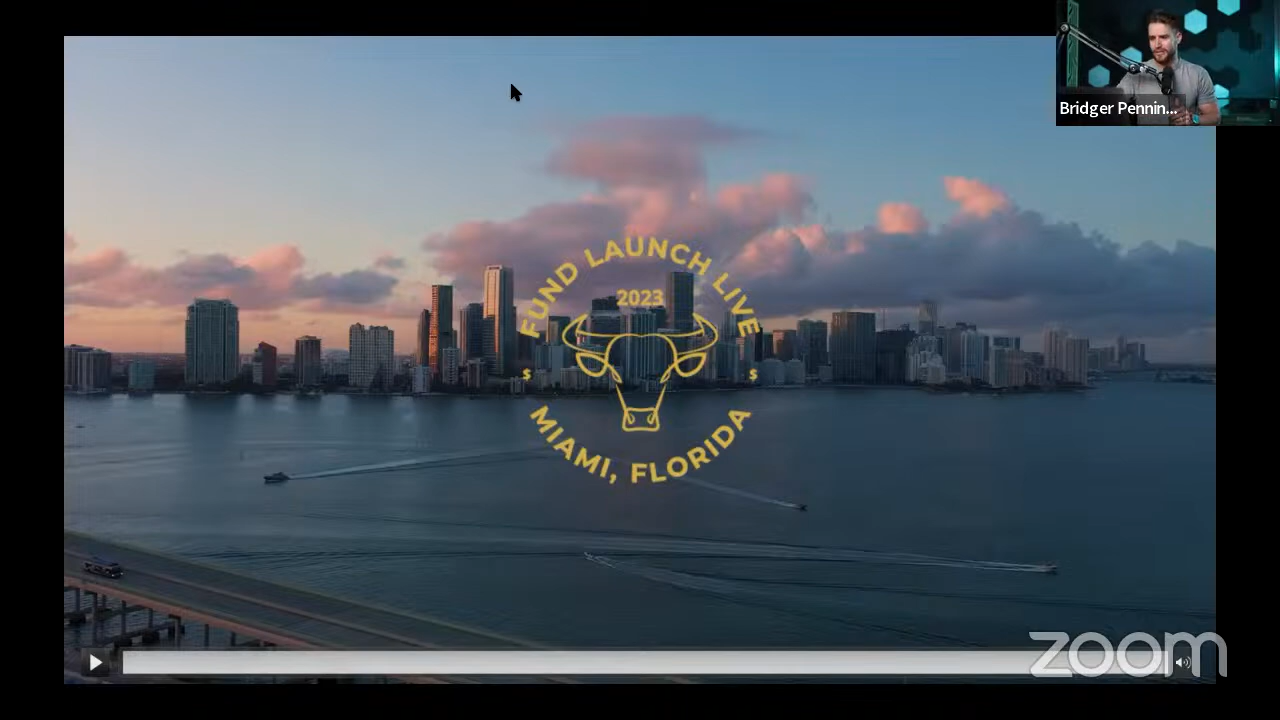 Bridger Pennin...
FUND LAUNCH LIVE
2023
$ $
MIAMI, FLORIDA
zoom